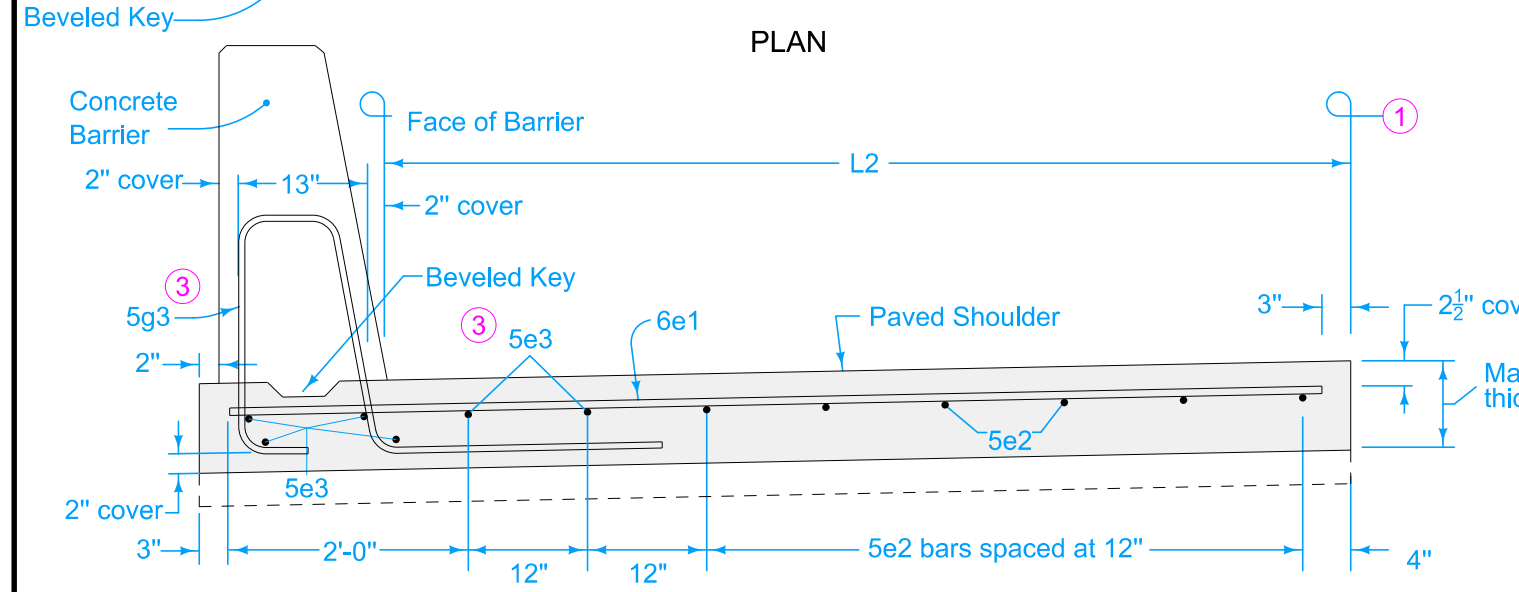 Beveled Key
PLAN
Concrete
Barrier
Face of Barrier
1
L2
2" cover
13"
2" cover
Beveled Key
3
5g3
3
5e3
6e1
Paved Shoulder
3"
2½"
2"
5e2
5e3
2" cover
3"
2'-0"
12"
12"
5e2 bars spaced at 12"
4"